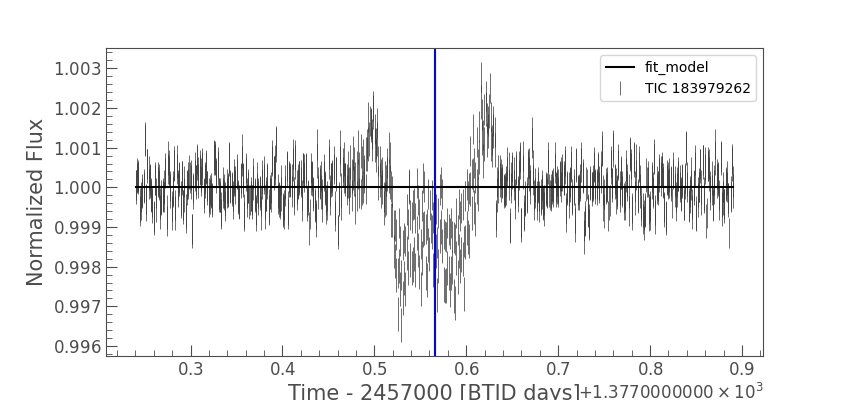 fit_model
TIC 183979262
1.003
1.002
1.001
1.000
0.999
0.998
0.997
0.996
Normalized Flux
0.3 0.4 0.5 0.6 0.7 0.8 0.9
Time - 2457000 [BTJD days]
+1.3770000000 × 10³